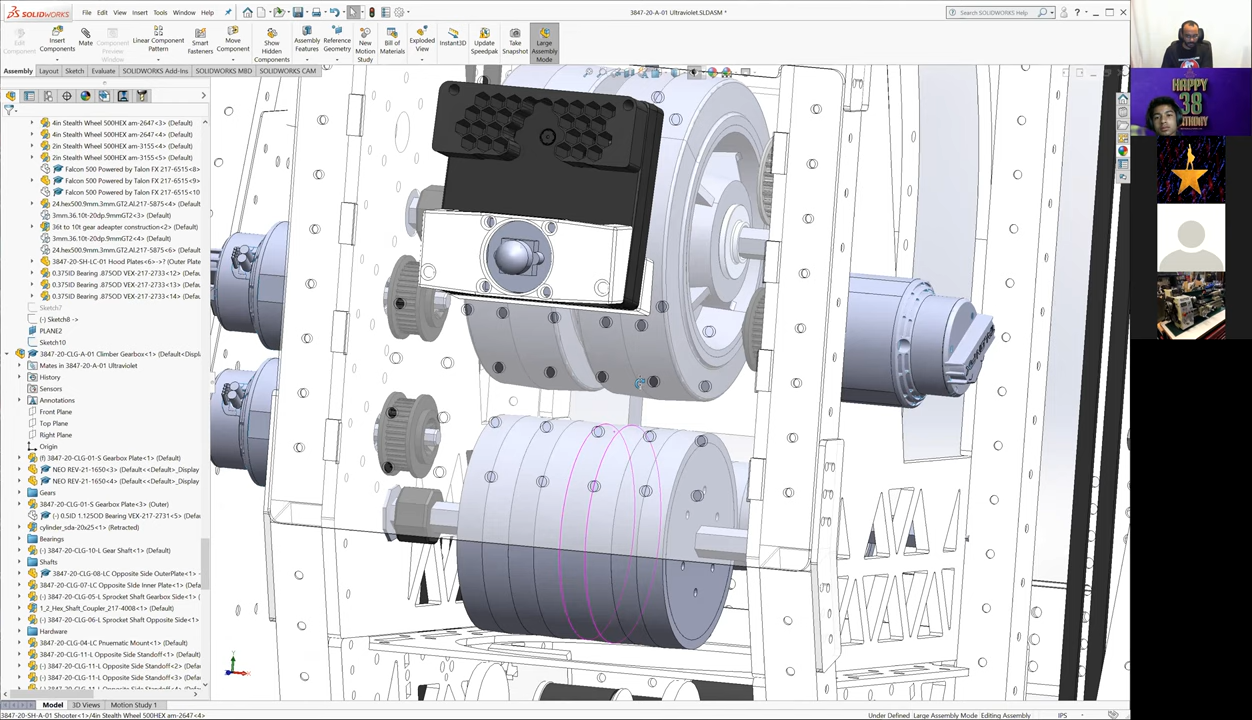 SOLIDWORKS
File Edit View Insert Tools Window Help
3847-20-A-01 Ultraviolet.SLDASM *
Search SOLIDWORKS Help
Edit Component
Insert Components
Mate
Component Preview Window
Linear Component Pattern
Smart Fasteners
Move Component
Show Hidden Components
Assembly Features
Reference Geometry
New Motion Study
Bill of Materials
Exploded View
Instant3D
Update Speedpak
Take Snapshot
Large Assembly Mode
Assembly Layout Sketch Evaluate SOLIDWORKS Add-Ins SOLIDWORKS MBD SOLIDWORKS CAM
4in Stealth Wheel 500HEX am-2647<3> (Default)
4in Stealth Wheel 500HEX am-2647<4> (Default)
2in Stealth Wheel 500HEX am-3155<4> (Default)
2in Stealth Wheel 500HEX am-3155<5> (Default)
Falcon 500 Powered by Talon FX 217-6515<8>
Falcon 500 Powered by Talon FX 217-6515<9>
Falcon 500 Powered by Talon FX 217-6515<10
24.hex500.9mm.3mm.GT2.Al.217-5875<4> (Defau
3mm.36.10t-20dp.9mmGT2<3> (Default)
36t to 10t gear adeapter construction<2> (Default)
3mm.36.10t-20dp.9mmGT2<4> (Default)
24.hex500.9mm.3mm.GT2.Al.217-5875<6> (Defau
3847-20-SH-LC-01 Hood Plates<6>->? (Outer Plate
0.375ID Bearing .875OD VEX-217-2733<12> (Defau
0.375ID Bearing .875OD VEX-217-2733<13> (Defau
0.375ID Bearing .875OD VEX-217-2733<14> (Defau
Sketch7
(-) Sketch8 ->
PLANE2
Sketch10
3847-20-CLG-A-01 Climber Gearbox<1> (Default<Displ
Mates in 3847-20-A-01 Ultraviolet
History
Sensors
Annotations
Front Plane
Top Plane
Right Plane
Origin
(f) 3847-20-CLG-01-S Gearbox Plate<1> (Default)
NEO REV-21-1650<3> (Default<<Default>_Display
NEO REV-21-1650<4> (Default<<Default>_Display
Gears
3847-20-CLG-01-S Gearbox Plate<3> (Outer)
(-) 0.5ID 1.125OD Bearing VEX-217-2731<5> (Defau
cylinder_sda-20x25<1> (Retracted)
Bearings
(-) 3847-20-CLG-10-L Gear Shaft<1> (Default)
Shafts
3847-20-CLG-08-LC Opposite Side OuterPlate<1> -
3847-20-CLG-07-LC Opposite Side Inner Plate<1> (
(-) 3847-20-CLG-06-L Sprocket Shaft Gearbox Side<1> (
(-) 3847-20-CLG-05-L Sprocket Shaft Opposite Side<1> (
1_2_Hex_Shaft_Coupler_217-4008<1> (Default)
Hardware
3847-20-CLG-04-LC Pnuematic Mount<1> (Default)
3847-20-CLG-11-L Opposite Side Standoff<1> (Defau
(-) 3847-20-CLG-11-L Opposite Side Standoff<2> (Defau
(-) 3847-20-CLG-11-L Opposite Side Standoff<3> (Defau
Model 3D Views Motion Study 1
3847-20-SH-A-01 Shooter<1>/4in Stealth Wheel 500HEX am-2647<4>
Under Defined Large Assembly Mode Editing Assembly IPS
HAPPY
38